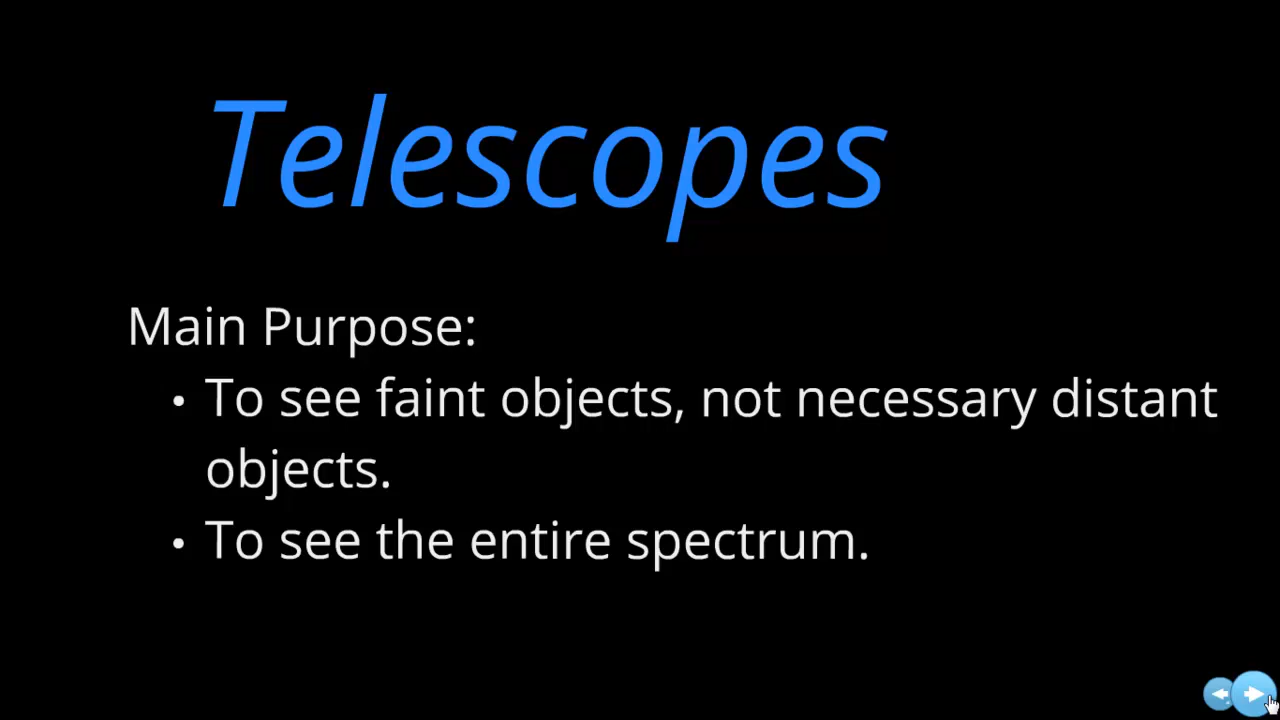 Telescopes
Main Purpose:
• To see faint objects, not necessary distant
objects.
• To see the entire spectrum.